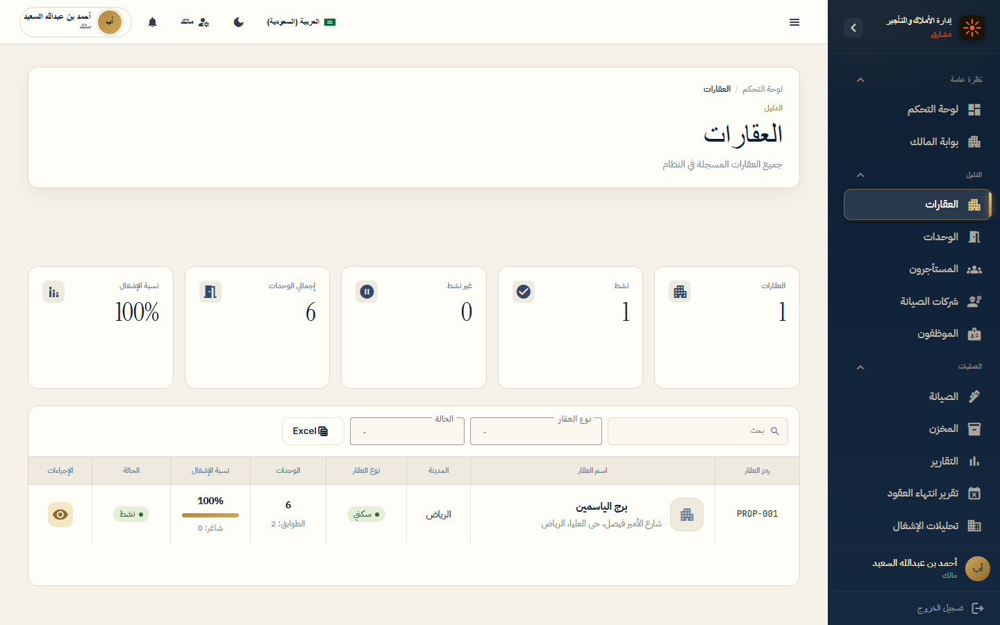 إدارة الأملاك والتأجير
مشارق
نظرة عامة
لوحة التحكم
بوابة المالك
الدليل
العقارات
الوحدات
المستأجرون
شركات الصيانة
الموظفون
العمليات
الصيانة
المخزن
التقارير
تقرير انتهاء العقود
تحليلات الإشغال
أب
أحمد بن عبدالله السعيد
مالك
تسجيل الخروج
العربية (السعودية)
مالك
أب
أحمد بن عبدالله السعيد
مالك
لوحة التحكم / العقارات
الدليل
العقارات
جميع العقارات المسجلة في النظام
العقارات
1
نشط
1
غير نشط
0
إجمالي الوحدات
6
نسبة الإشغال
100%
بحث
نوع العقار
الحالة
Excel
رمز العقار اسم العقار المدينة نوع العقار الوحدات نسبة الإشغال الحالة الإجراءات
PROP-001
برج الياسمين
شارع الأمير فيصل، حي العليا، الرياض
الرياض
سكني
6
الطوابق: 2
100%
شاغر: 0
نشط